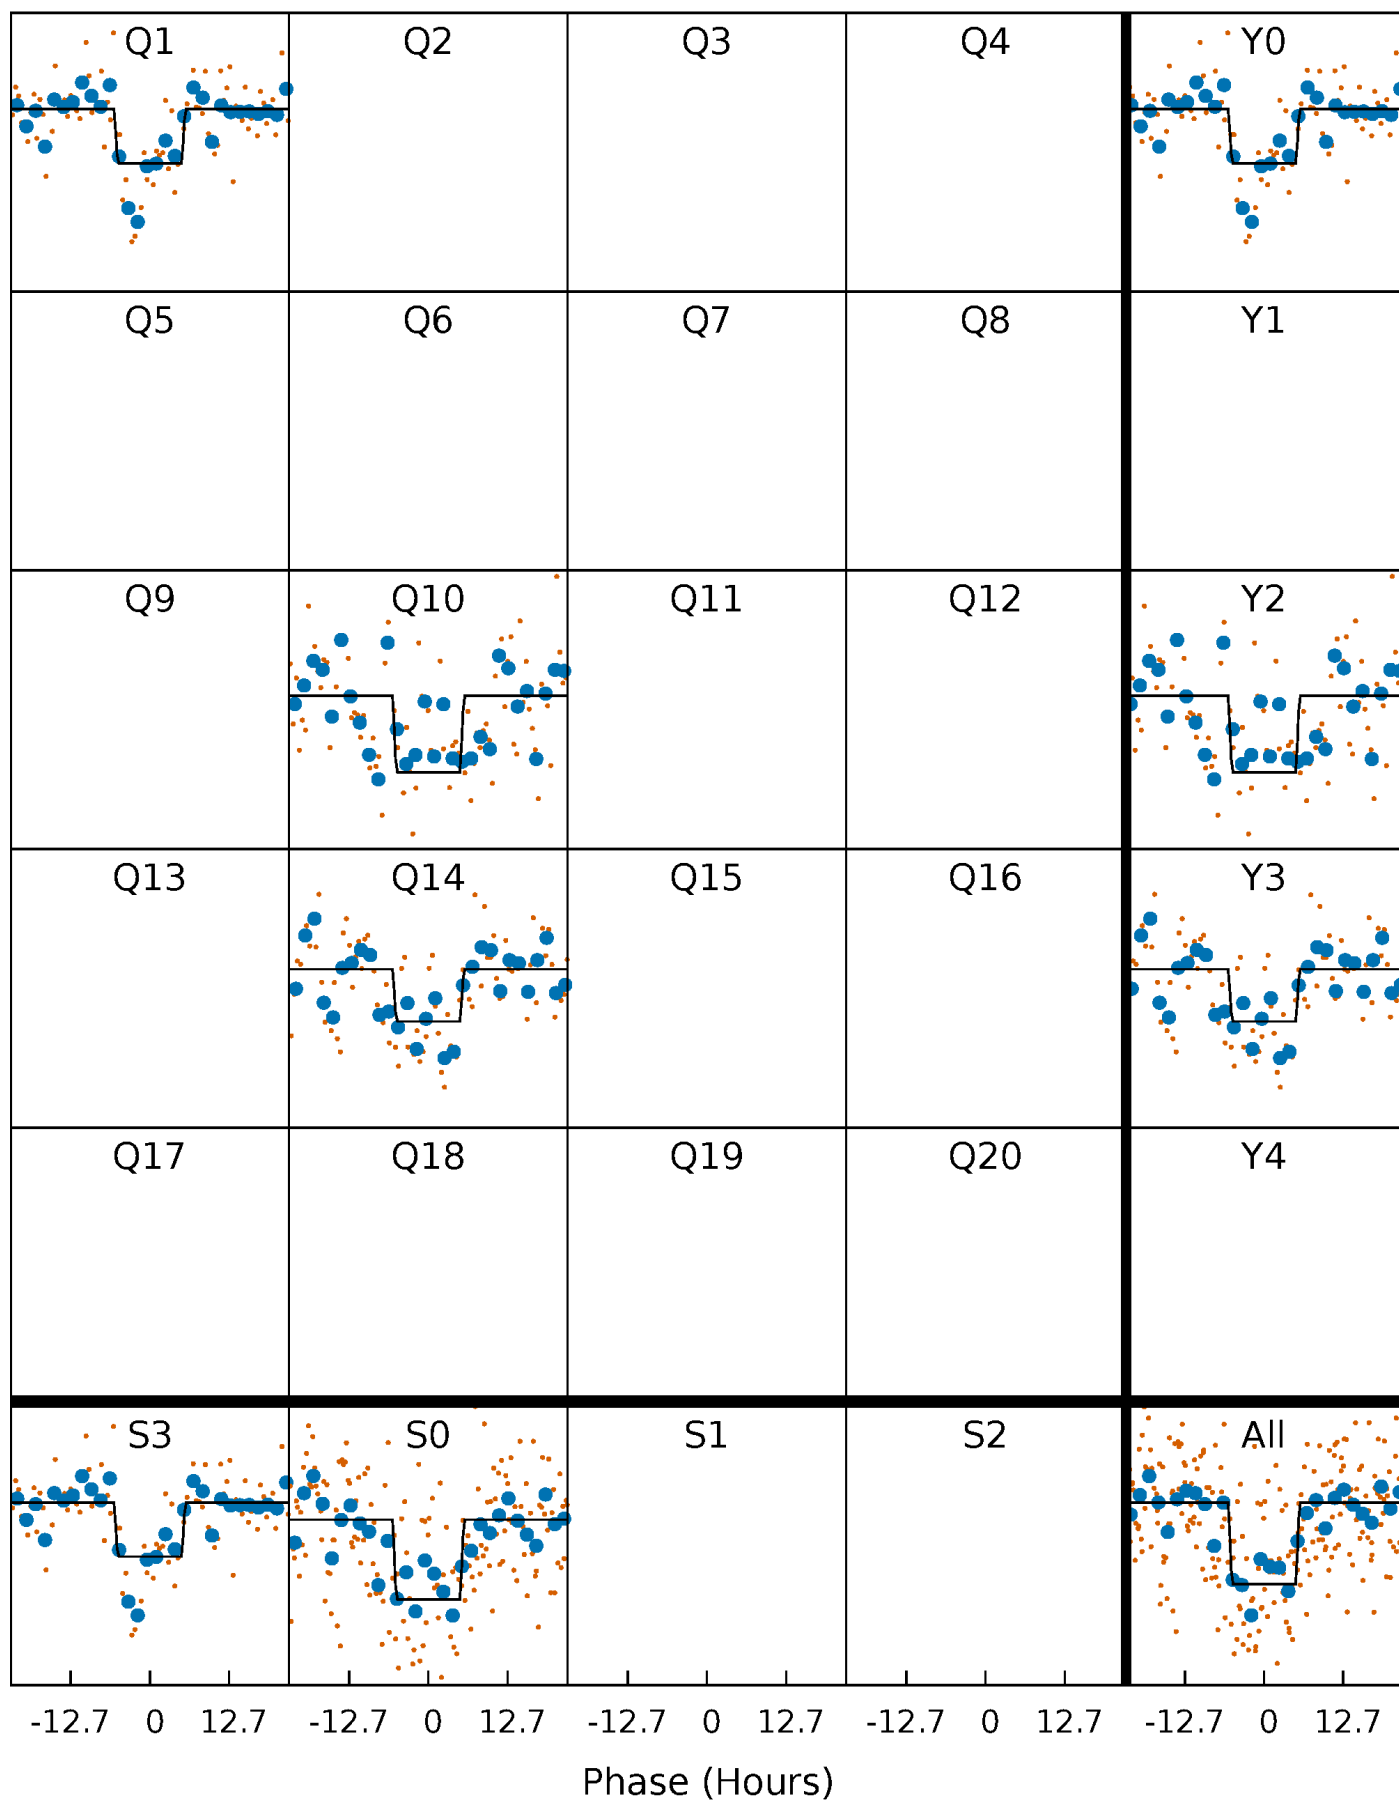 Q1 Q2 Q3 Q4 Y0
Q5 Q6 Q7 Q8 Y1
Q9 Q10 Q11 Q12 Y2
Q13 Q14 Q15 Q16 Y3
Q17 Q18 Q19 Q20 Y4
S3 S0 S1 S2 All
-12.7 0 12.7 -12.7 0 12.7 -12.7 0 12.7 -12.7 0 12.7 -12.7 0 12.7
Phase (Hours)